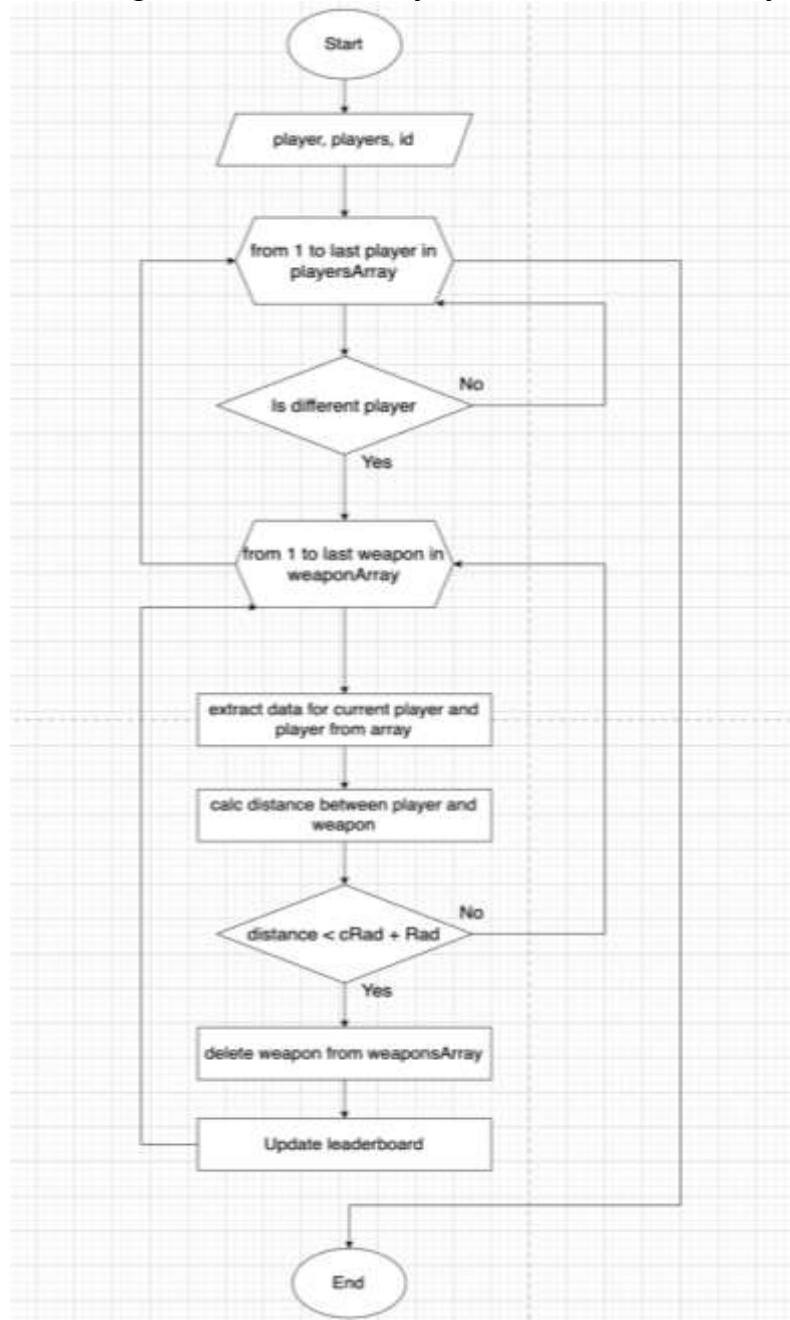 Start
player, players, id
from 1 to last player in
playersArray
No
Is different player
Yes
from 1 to last weapon in
weaponArray
extract data for current player and
player from array
calc distance between player and
weapon
No
distance < cRad + Rad
Yes
delete weapon from weaponsArray
Update leaderboard
End